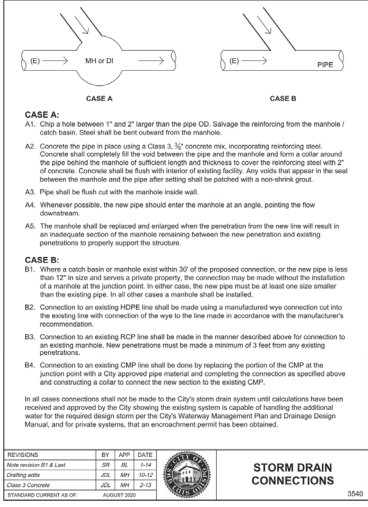 (E)
MH or DI
(E)
PIPE
CASE A
CASE B
CASE A:
A1. Chip a hole between 1" and 2" larger than the pipe OD. Salvage the reinforcing from the manhole /
catch basin. Steel shall be bent outward from the manhole.
A2. Concrete the pipe in place using a Class 3, ⅜" concrete mix, incorporating reinforcing steel.
Concrete shall completely fill the void between the pipe and the manhole and form a collar around
the pipe behind the manhole of sufficient length and thickness to cover the reinforcing steel with 2"
of concrete. Concrete shall be flush with interior of existing facility. Any voids that appear in the seal
between the manhole and the pipe after setting shall be patched with a non-shrink grout.
A3. Pipe shall be flush cut with the manhole inside wall.
A4. Whenever possible, the new pipe should enter the manhole at an angle, pointing the flow
downstream.
A5. The manhole shall be replaced and enlarged when the penetration from the new line will result in
an inadequate section of the manhole remaining between the new penetration and existing
penetrations to properly support the structure.
CASE B:
B1. Where a catch basin or manhole exist within 30' of the proposed connection, or the new pipe is less
than 12" in size and serves a private property, the connection may be made without the installation
of a manhole at the junction point. In either case, the new pipe must be at least one size smaller
than the existing pipe. In all other cases a manhole shall be installed.
B2. Connection to an existing HDPE line shall be made using a manufactured wye connection cut into
the existing line with connection of the wye to the line made in accordance with the manufacturer's
recommendation.
B3. Connection to an existing RCP line shall be made in the manner described above for connection to
an existing manhole. New penetrations must be made a minimum of 3 feet from any existing
penetrations.
B4. Connection to an existing CMP line shall be done by replacing the portion of the CMP at the
junction point with a City approved pipe material and completing the connection as specified above
and constructing a collar to connect the new section to the existing CMP.
In all cases connections shall not be made to the City's storm drain system until calculations have been
received and approved by the City showing the existing system is capable of handling the additional
water for the required design storm per the City's Waterway Management Plan and Drainage Design
Manual, and for private systems, that an encroachment permit has been obtained.
REVISIONS BY APP DATE
Note revision B1 & Last SR BL 1-14
Drafting edits JDL MH 10-12
Class 3 Concrete JDL MH 2-13
STANDARD CURRENT AS OF: AUGUST 2020
STORM DRAIN
CONNECTIONS
3540